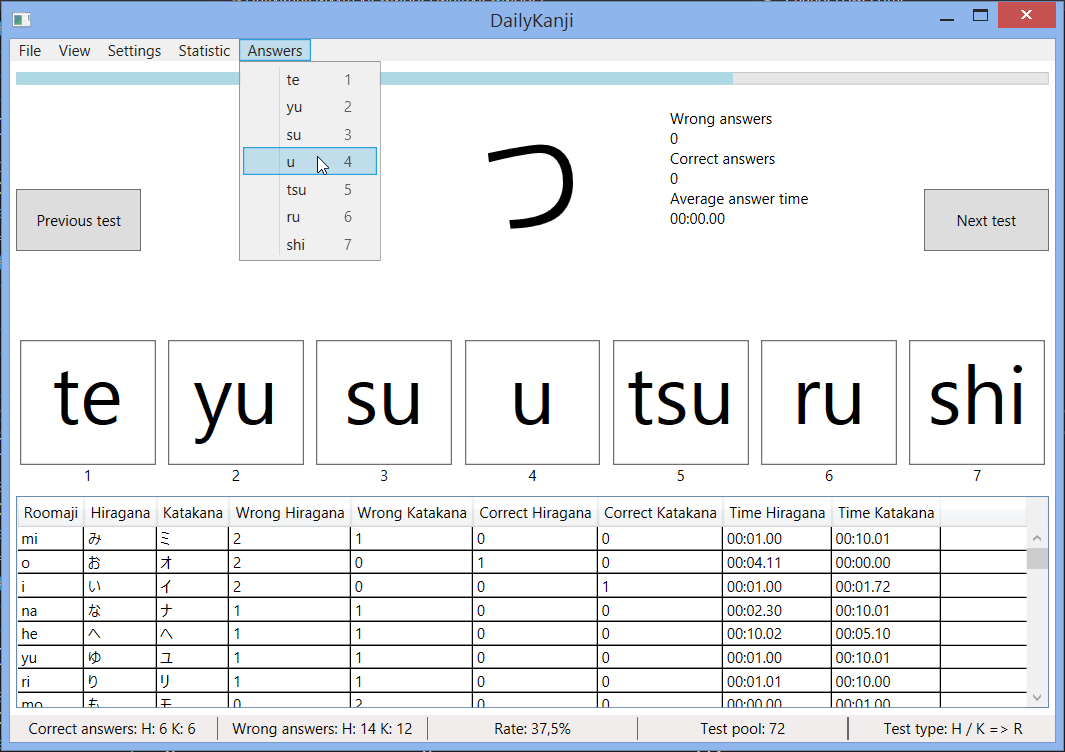 DailyKanji
File View Settings Statistic Answers
te 1
yu 2
su 3
u 4
tsu 5
ru 6
shi 7
つ
Wrong answers
0
Correct answers
0
Average answer time
00:00.00
Previous test
Next test
te yu su u tsu ru shi
1 2 3 4 5 6 7
Roomaji Hiragana Katakana Wrong Hiragana Wrong Katakana Correct Hiragana Correct Katakana Time Hiragana Time Katakana
mi み ミ 2 1 0 0 00:01.00 00:10.01
o お オ 2 0 1 0 00:04.11 00:00.00
i い イ 2 0 0 1 00:01.00 00:01.72
na な ナ 1 1 0 0 00:02.30 00:10.01
he へ ヘ 1 1 0 0 00:10.02 00:05.10
yu ゆ ユ 1 1 0 0 00:01.00 00:10.01
ri り リ 1 1 0 0 00:01.01 00:10.00
mo も モ 0 2 0 0 00:00.00 00:01.00
Correct answers: H: 6 K: 6 Wrong answers: H: 14 K: 12 Rate: 37,5% Test pool: 72 Test type: H / K => R